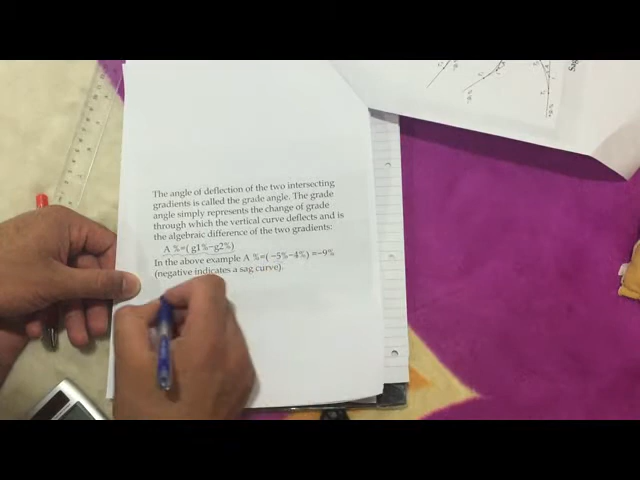 The angle of deflection of the two intersecting
gradients is called the grade angle. The grade
angle simply represents the change of grade
through which the vertical curve deflects and is
the algebraic difference of the two gradients:
A %=( g1%−g2%)
In the above example A %=( −5%−4%) =−9%
(negative indicates a sag curve).